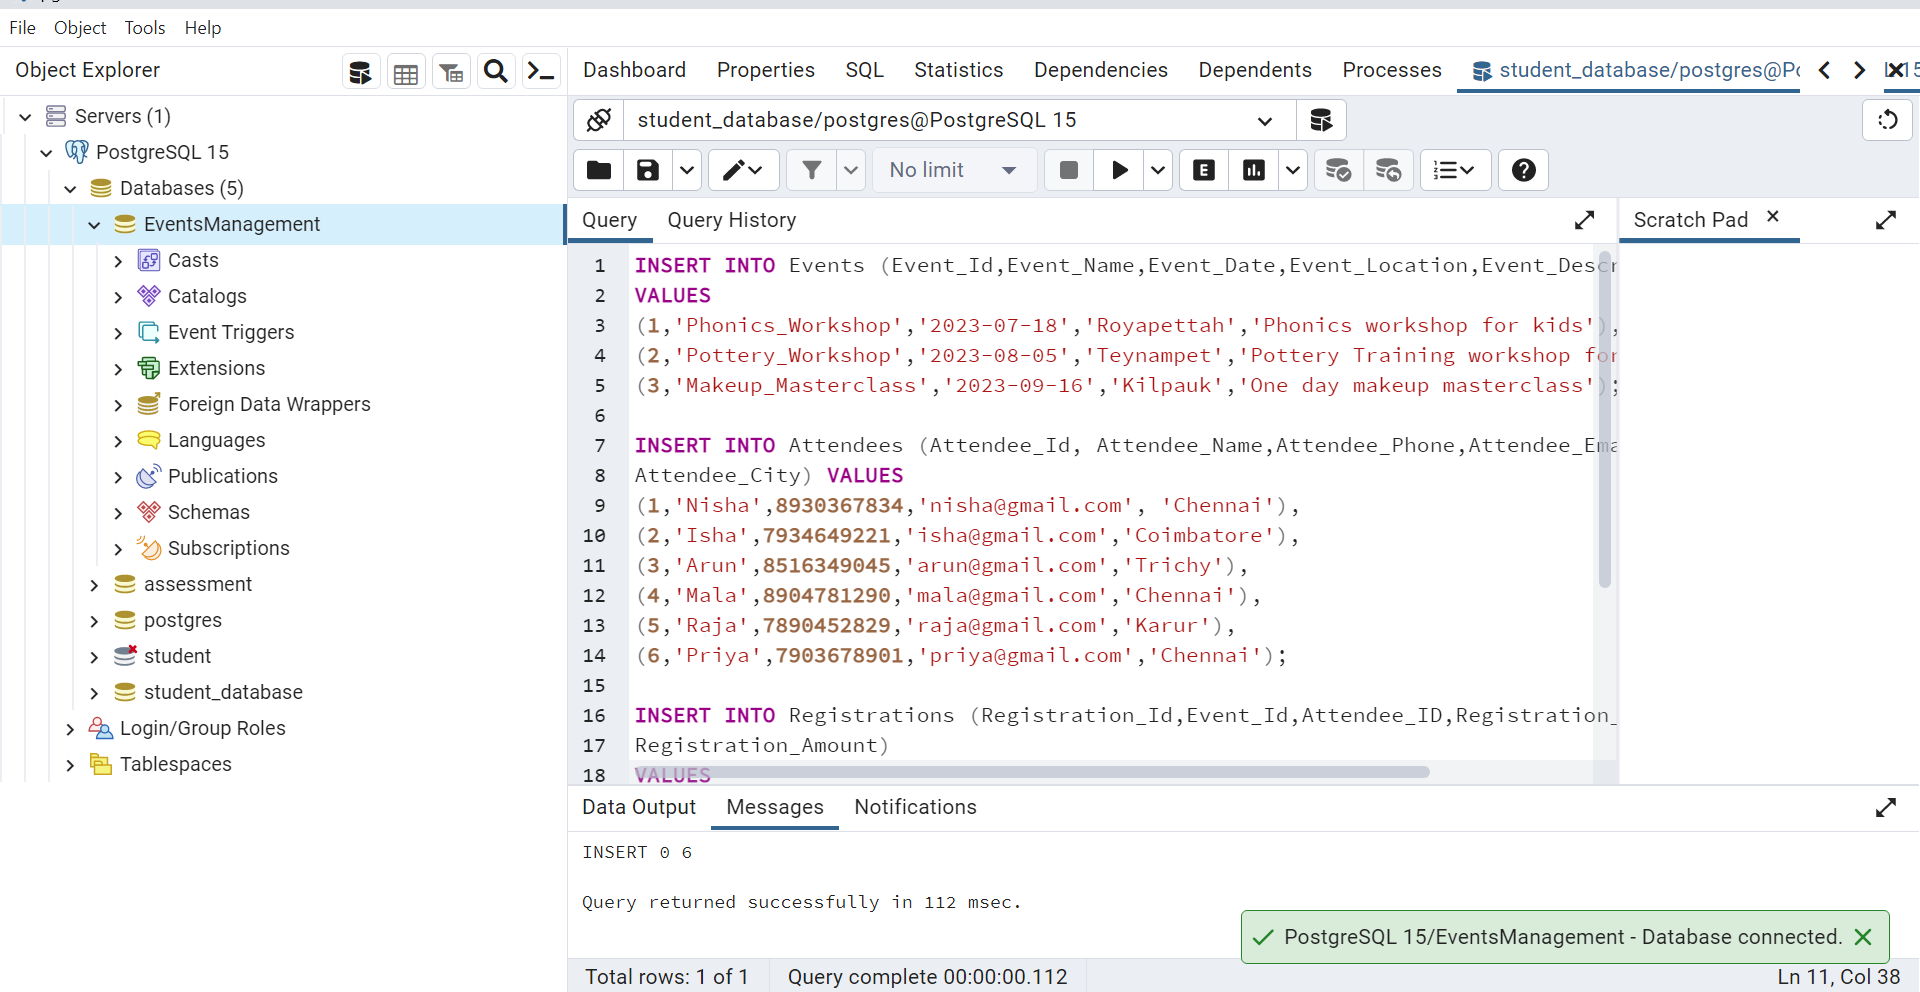 File Object Tools Help
Object Explorer
Servers (1)
PostgreSQL 15
Databases (5)
EventsManagement
Casts
Catalogs
Event Triggers
Extensions
Foreign Data Wrappers
Languages
Publications
Schemas
Subscriptions
assessment
postgres
student
student_database
Login/Group Roles
Tablespaces
Dashboard Properties SQL Statistics Dependencies Dependents Processes student_database/postgres@Pc
student_database/postgres@PostgreSQL 15
No limit
Query Query History
Scratch Pad
1 INSERT INTO Events (Event_Id,Event_Name,Event_Date,Event_Location,Event_Descr
2 VALUES
3 (1,'Phonics_Workshop','2023-07-18','Royapettah','Phonics workshop for kids'),
4 (2,'Pottery_Workshop','2023-08-05','Teynampet','Pottery Training workshop for
5 (3,'Makeup_Masterclass','2023-09-16','Kilpauk','One day makeup masterclass');
6
7 INSERT INTO Attendees (Attendee_Id, Attendee_Name,Attendee_Phone,Attendee_Ema
8 Attendee_City) VALUES
9 (1,'Nisha',8930367834,'nisha@gmail.com', 'Chennai'),
10 (2,'Isha',7934649221,'isha@gmail.com','Coimbatore'),
11 (3,'Arun',8516349045,'arun@gmail.com','Trichy'),
12 (4,'Mala',8904781290,'mala@gmail.com','Chennai'),
13 (5,'Raja',7890452829,'raja@gmail.com','Karur'),
14 (6,'Priya',7903678901,'priya@gmail.com','Chennai');
15
16 INSERT INTO Registrations (Registration_Id,Event_Id,Attendee_ID,Registration_
17 Registration_Amount)
18 VALUES
Data Output Messages Notifications
INSERT 0 6
Query returned successfully in 112 msec.
PostgreSQL 15/EventsManagement - Database connected.
Total rows: 1 of 1 Query complete 00:00:00.112 Ln 11, Col 38